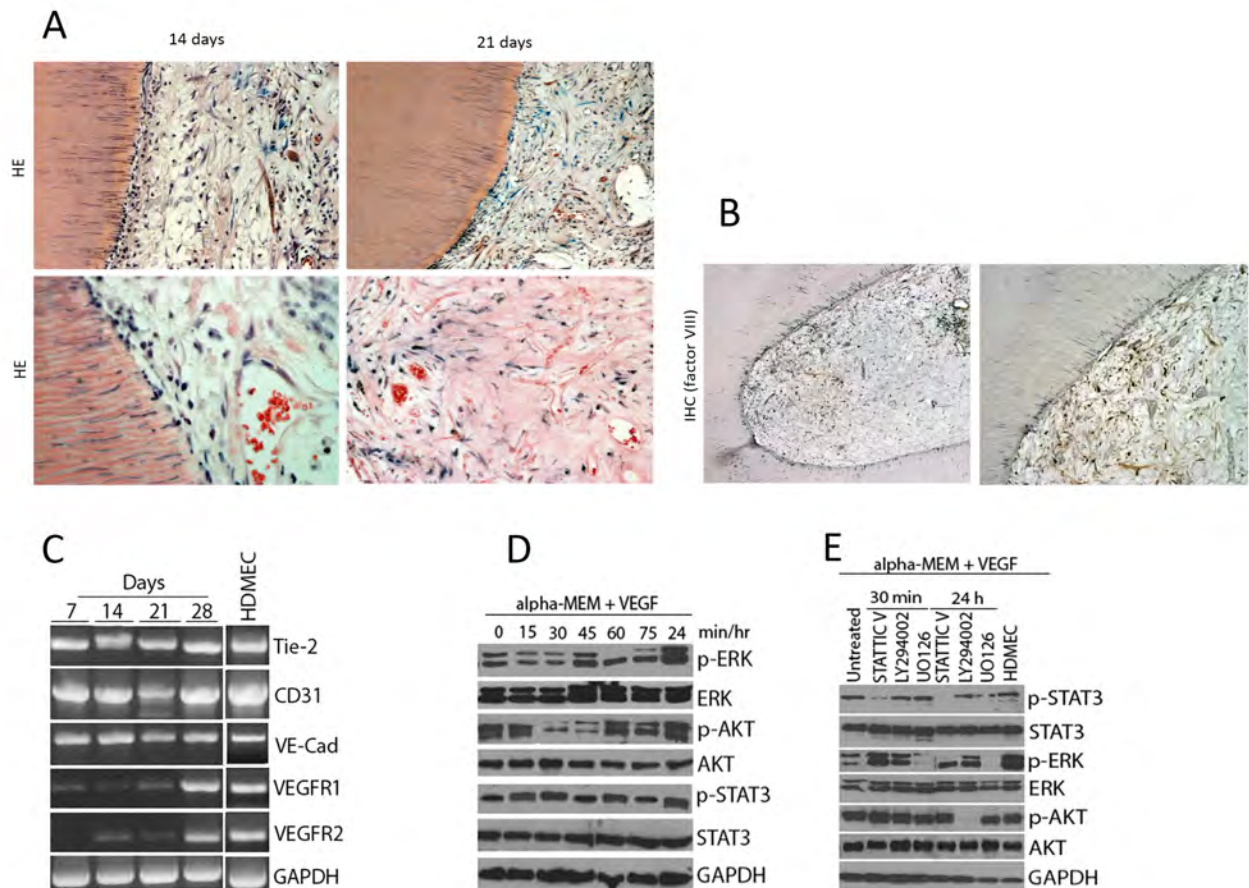 A
14 days 21 days
HE
HE
B
IHC (factor VIII)
C
Days
7 14 21 28 HDMEC
Tie-2
CD31
VE-Cad
VEGFR1
VEGFR2
GAPDH
D
alpha-MEM + VEGF
0 15 30 45 60 75 24 min/hr
p-ERK
ERK
p-AKT
AKT
p-STAT3
STAT3
GAPDH
E
alpha-MEM + VEGF
30 min 24 h
Untreated STATTIC V LY294002 UO126 STATTIC V LY294002 UO126 HDMEC
p-STAT3
STAT3
p-ERK
ERK
p-AKT
AKT
GAPDH